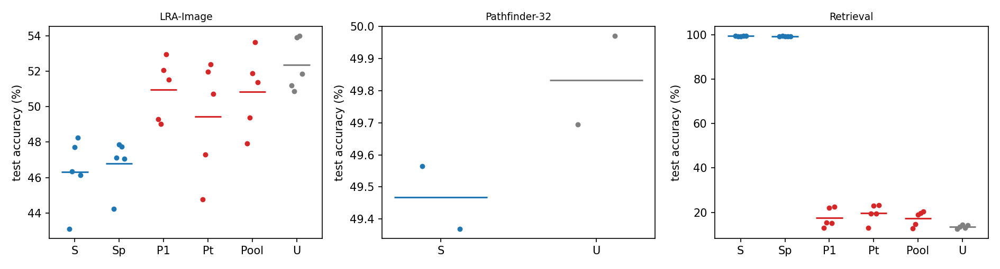 LRA-Image
test accuracy (%)
54
52
50
48
46
44
S Sp P1 Pt Pool U
Pathfinder-32
test accuracy (%)
50.0
49.9
49.8
49.7
49.6
49.5
49.4
S U
Retrieval
test accuracy (%)
100
80
60
40
20
S Sp P1 Pt Pool U